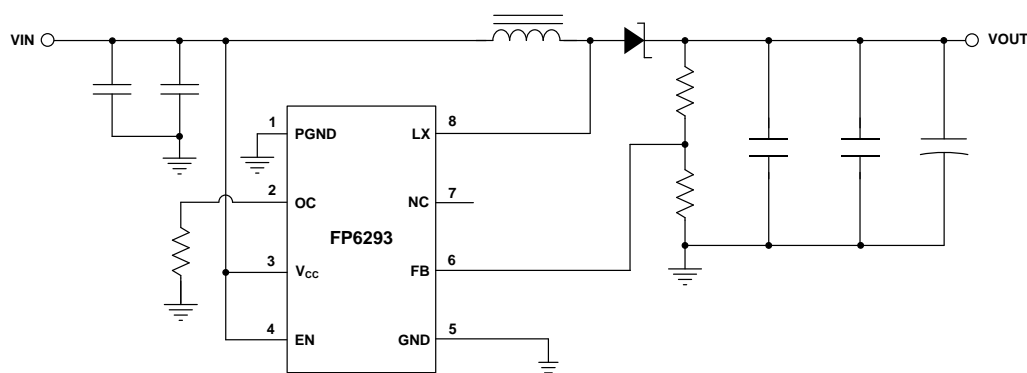 VIN
VOUT
1
PGND
LX
8
2
OC
NC
7
FP6293
3
VCC
FB
6
4
EN
GND
5